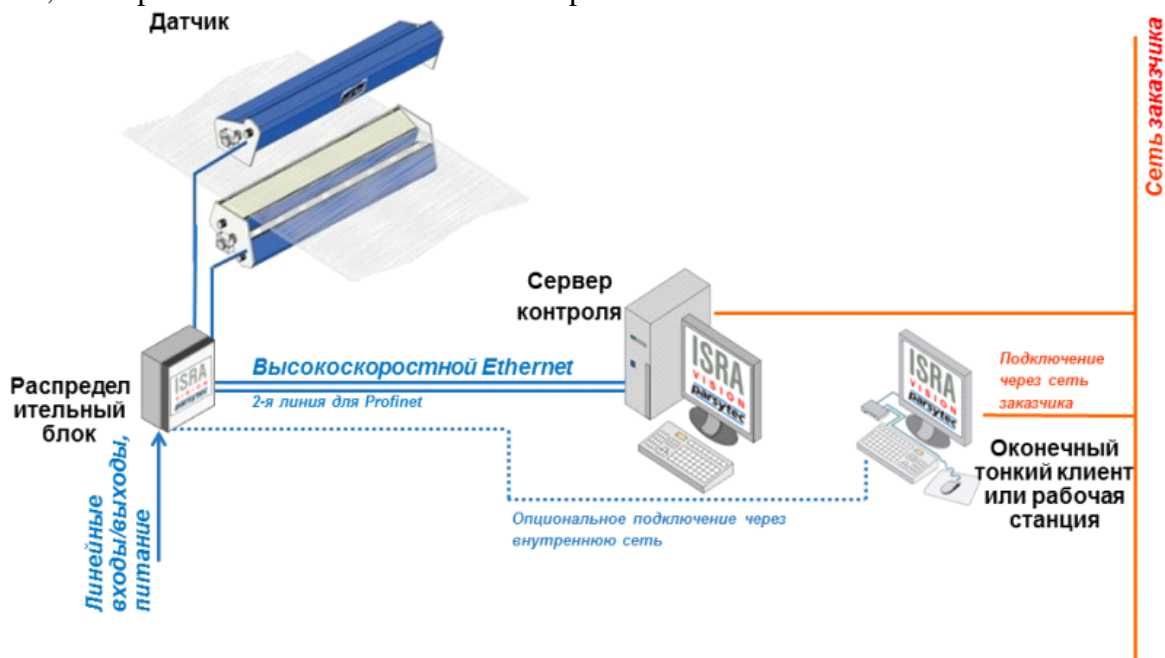 Датчик
Сеть заказчика
Сервер
контроля
ISRA
VISION
parsytec
ISRA
VISION
parsytec
Подключение
через сеть
заказчика
Высокоскоростной Ethernet
2-я линия для Profinet
ISRA
VISION
parsytec
Распредел
ительный
блок
Оконечный
тонкий клиент
или рабочая
станция
Линейные
входы/выходы,
питание
Опциональное подключение через
внутреннюю сеть